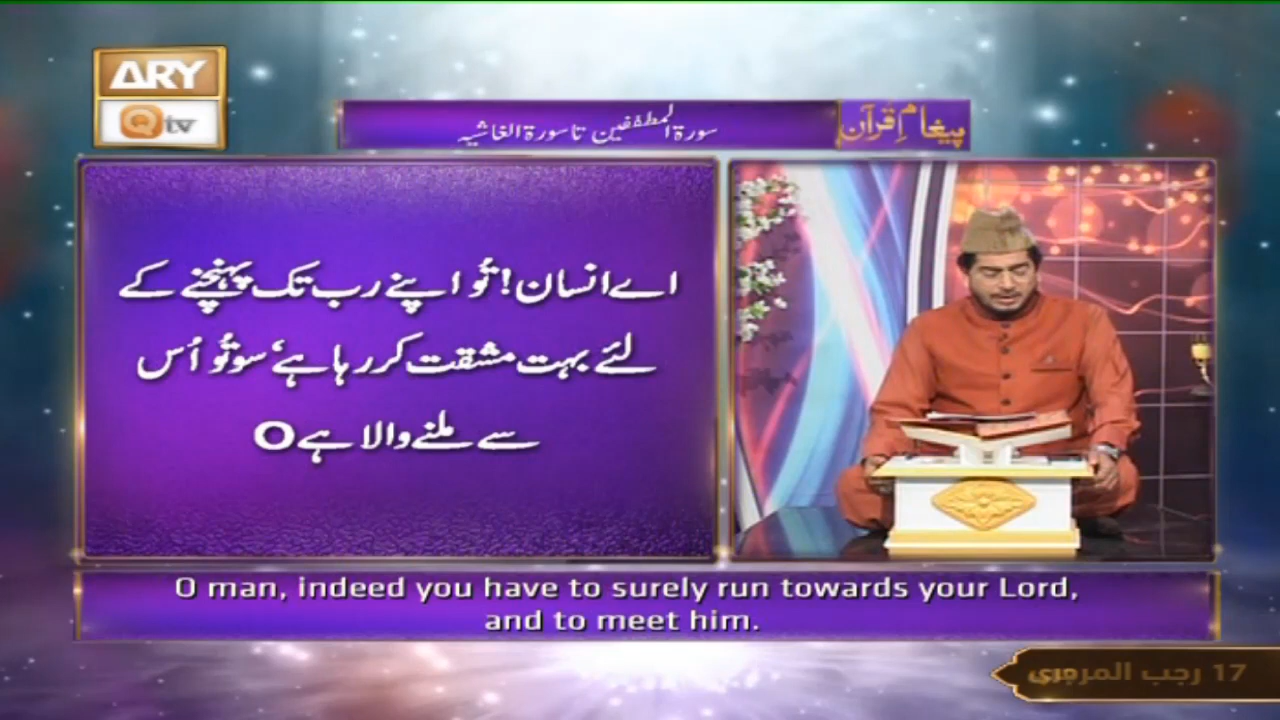 ARY
Qtv
پیغامِ قرآن
سورۃ المطففین تا سورۃ الغاشیہ
اے انسان! تُو اپنے رب تک پہنچنے کے
لئے بہت مشقت کر رہا ہے‘ سو تُو اُس
سے ملنے والا ہے O
O man, indeed you have to surely run towards your Lord,
and to meet him.
17 رجب